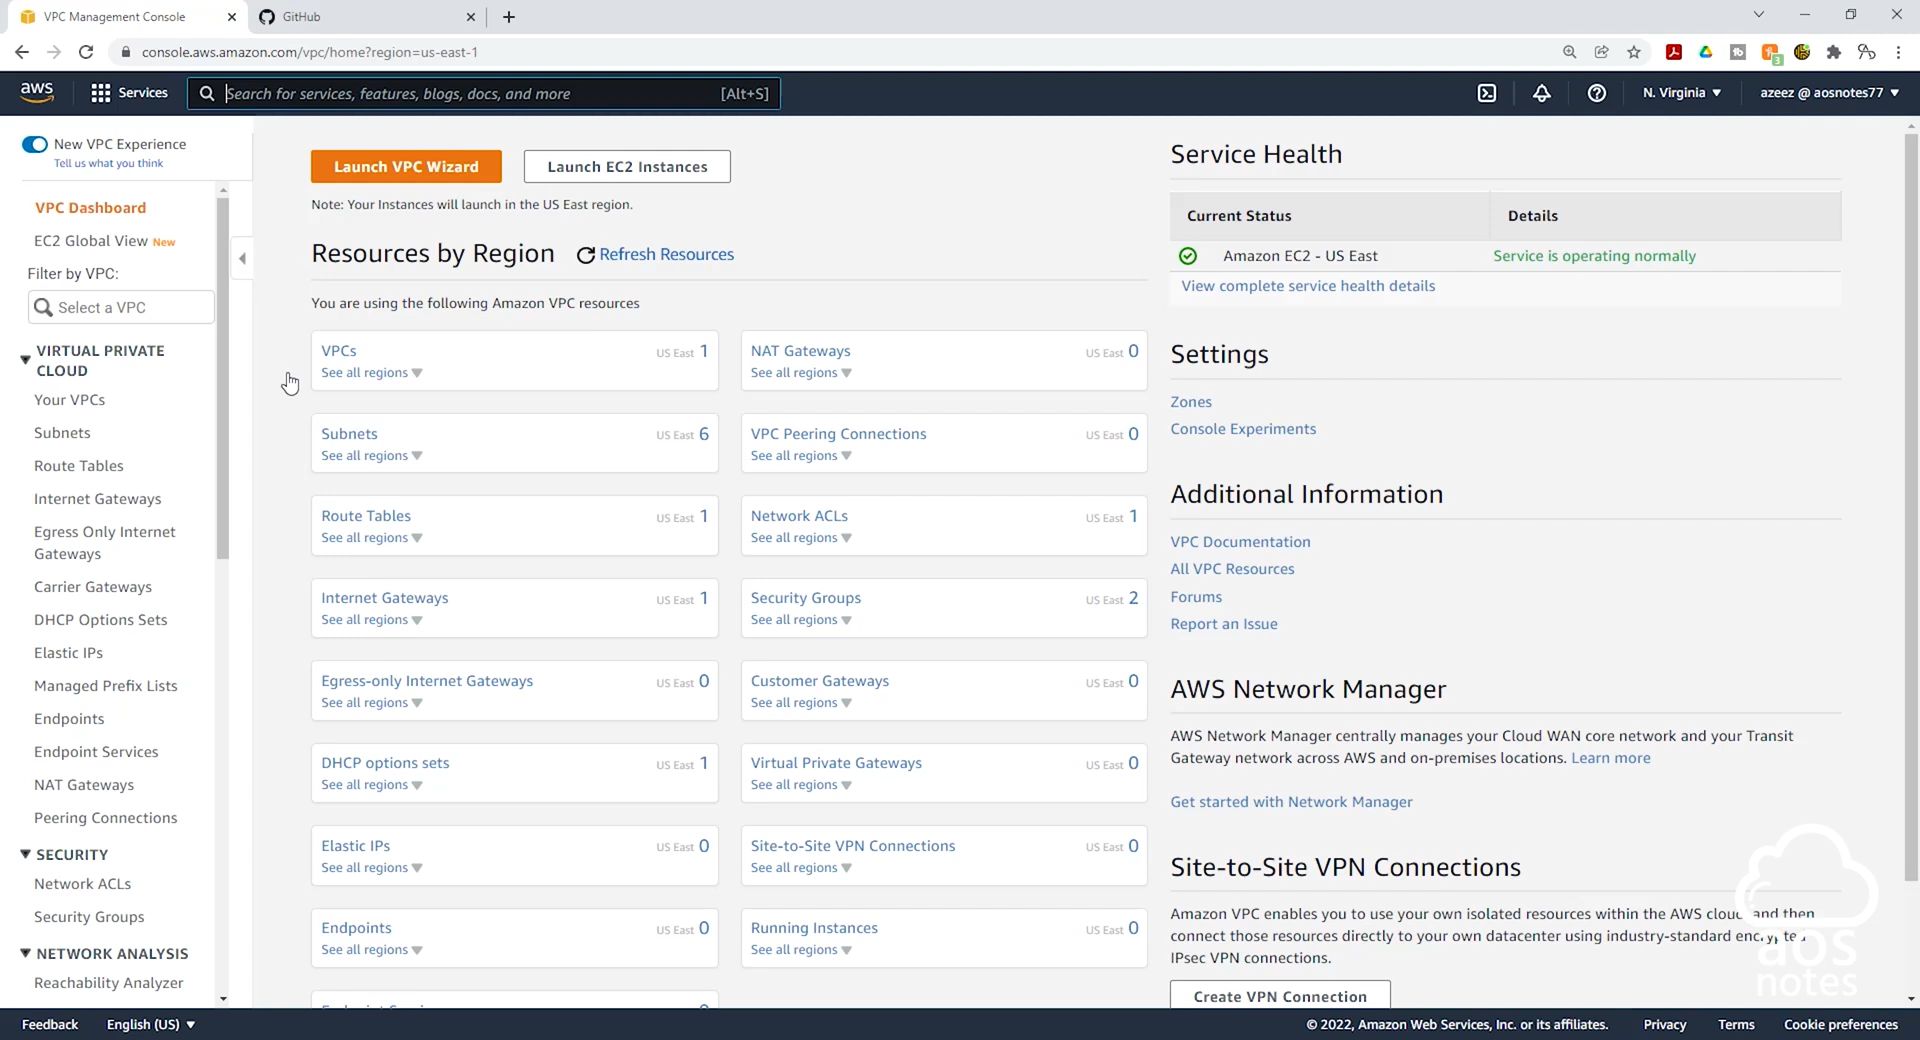 VPC Management Console
GitHub
console.aws.amazon.com/vpc/home?region=us-east-1
3
aws
Services
Search for services, features, blogs, docs, and more
[Alt+S]
N. Virginia
azeez @ aosnotes77
New VPC Experience
Tell us what you think
VPC Dashboard
EC2 Global View New
Filter by VPC:
Select a VPC
VIRTUAL PRIVATE
CLOUD
Your VPCs
Subnets
Route Tables
Internet Gateways
Egress Only Internet
Gateways
Carrier Gateways
DHCP Options Sets
Elastic IPs
Managed Prefix Lists
Endpoints
Endpoint Services
NAT Gateways
Peering Connections
SECURITY
Network ACLs
Security Groups
NETWORK ANALYSIS
Reachability Analyzer
Launch VPC Wizard
Launch EC2 Instances
Note: Your Instances will launch in the US East region.
Resources by Region
Refresh Resources
You are using the following Amazon VPC resources
VPCs US East 1
See all regions
NAT Gateways US East 0
See all regions
Subnets US East 6
See all regions
VPC Peering Connections US East 0
See all regions
Route Tables US East 1
See all regions
Network ACLs US East 1
See all regions
Internet Gateways US East 1
See all regions
Security Groups US East 2
See all regions
Egress-only Internet Gateways US East 0
See all regions
Customer Gateways US East 0
See all regions
DHCP options sets US East 1
See all regions
Virtual Private Gateways US East 0
See all regions
Elastic IPs US East 0
See all regions
Site-to-Site VPN Connections US East 0
See all regions
Endpoints US East 0
See all regions
Running Instances US East 0
See all regions
Service Health
Current Status Details
Amazon EC2 - US East Service is operating normally
View complete service health details
Settings
Zones
Console Experiments
Additional Information
VPC Documentation
All VPC Resources
Forums
Report an Issue
AWS Network Manager
AWS Network Manager centrally manages your Cloud WAN core network and your Transit
Gateway network across AWS and on-premises locations. Learn more
Get started with Network Manager
Site-to-Site VPN Connections
Amazon VPC enables you to use your own isolated resources within the AWS cloud, and then
connect those resources directly to your own datacenter using industry-standard encrypted
IPsec VPN connections.
Create VPN Connection
aos
notes
Feedback
English (US)
© 2022, Amazon Web Services, Inc. or its affiliates.
Privacy
Terms
Cookie preferences